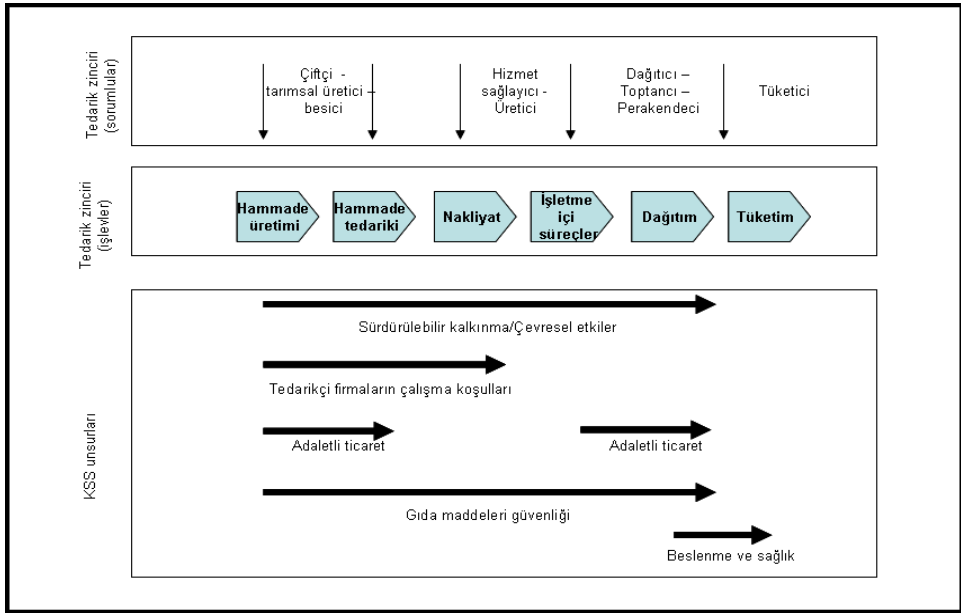 Tedarik zinciri
(sorumlular)
Çiftçi -
tarımsal üretici –
besici
Hizmet
sağlayıcı -
Üretici
Dağıtıcı –
Toptancı –
Perakendeci
Tüketici
Tedarik zinciri
(işlevler)
Hammade
üretimi
Hammade
tedariki
Nakliyat
İşletme
içi
süreçler
Dağıtım
Tüketim
KSS unsurları
Sürdürülebilir kalkınma/Çevresel etkiler
Tedarikçi firmaların çalışma koşulları
Adaletli ticaret
Adaletli ticaret
Gıda maddeleri güvenliği
Beslenme ve sağlık